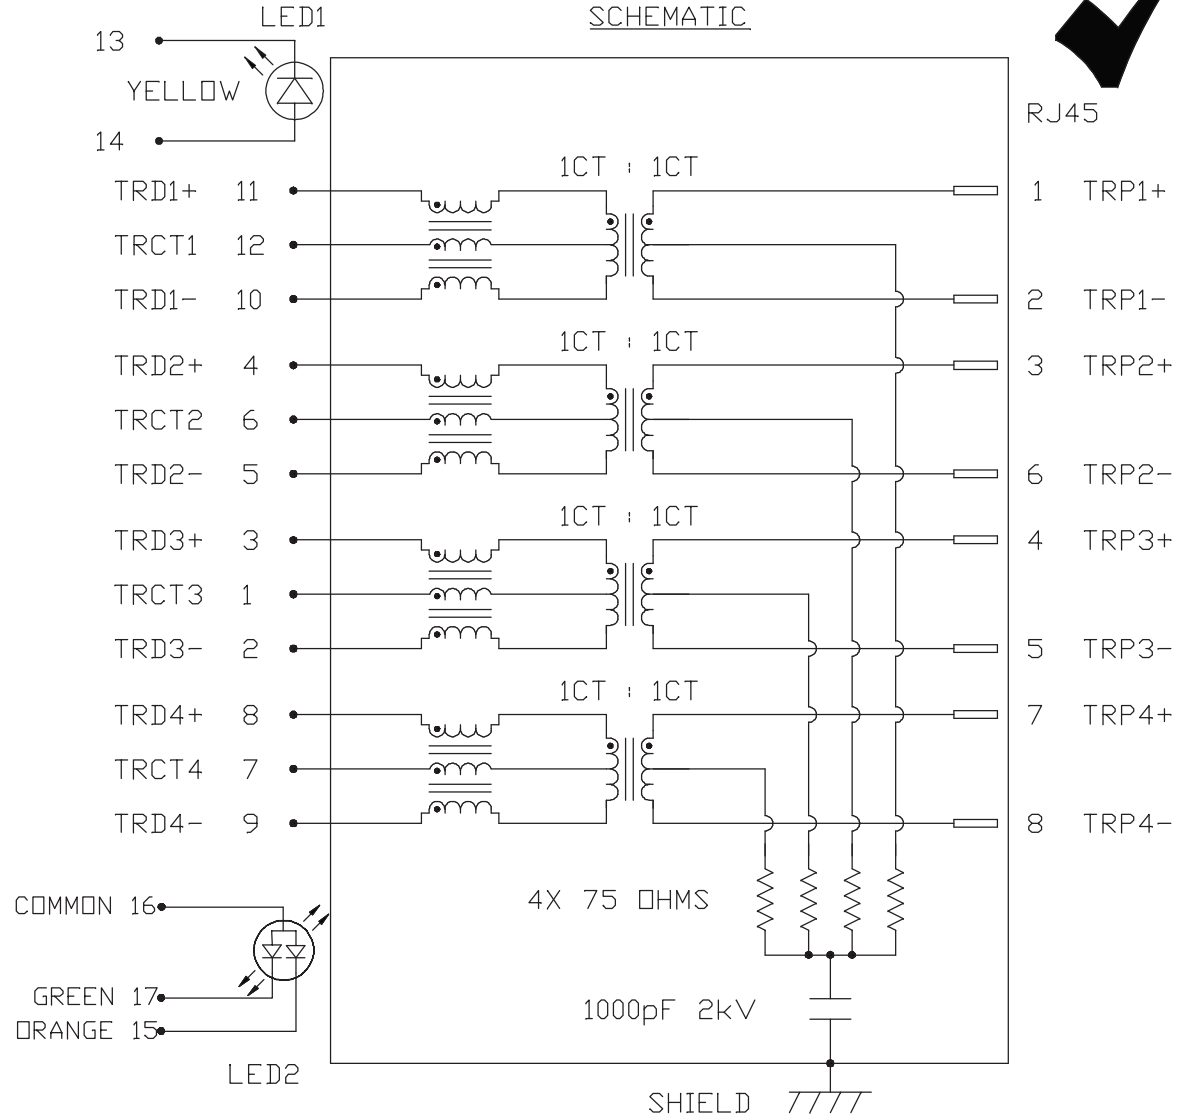 LED1
SCHEMATIC
13
YELLOW
14
RJ45
1CT : 1CT
TRD1+ 11
1 TRP1+
TRCT1 12
TRD1- 10
2 TRP1-
1CT : 1CT
TRD2+ 4
3 TRP2+
TRCT2 6
TRD2- 5
6 TRP2-
1CT : 1CT
TRD3+ 3
4 TRP3+
TRCT3 1
TRD3- 2
5 TRP3-
1CT : 1CT
TRD4+ 8
7 TRP4+
TRCT4 7
TRD4- 9
8 TRP4-
4X 75 OHMS
COMMON 16
GREEN 17
1000pF 2kV
ORANGE 15
LED2
SHIELD